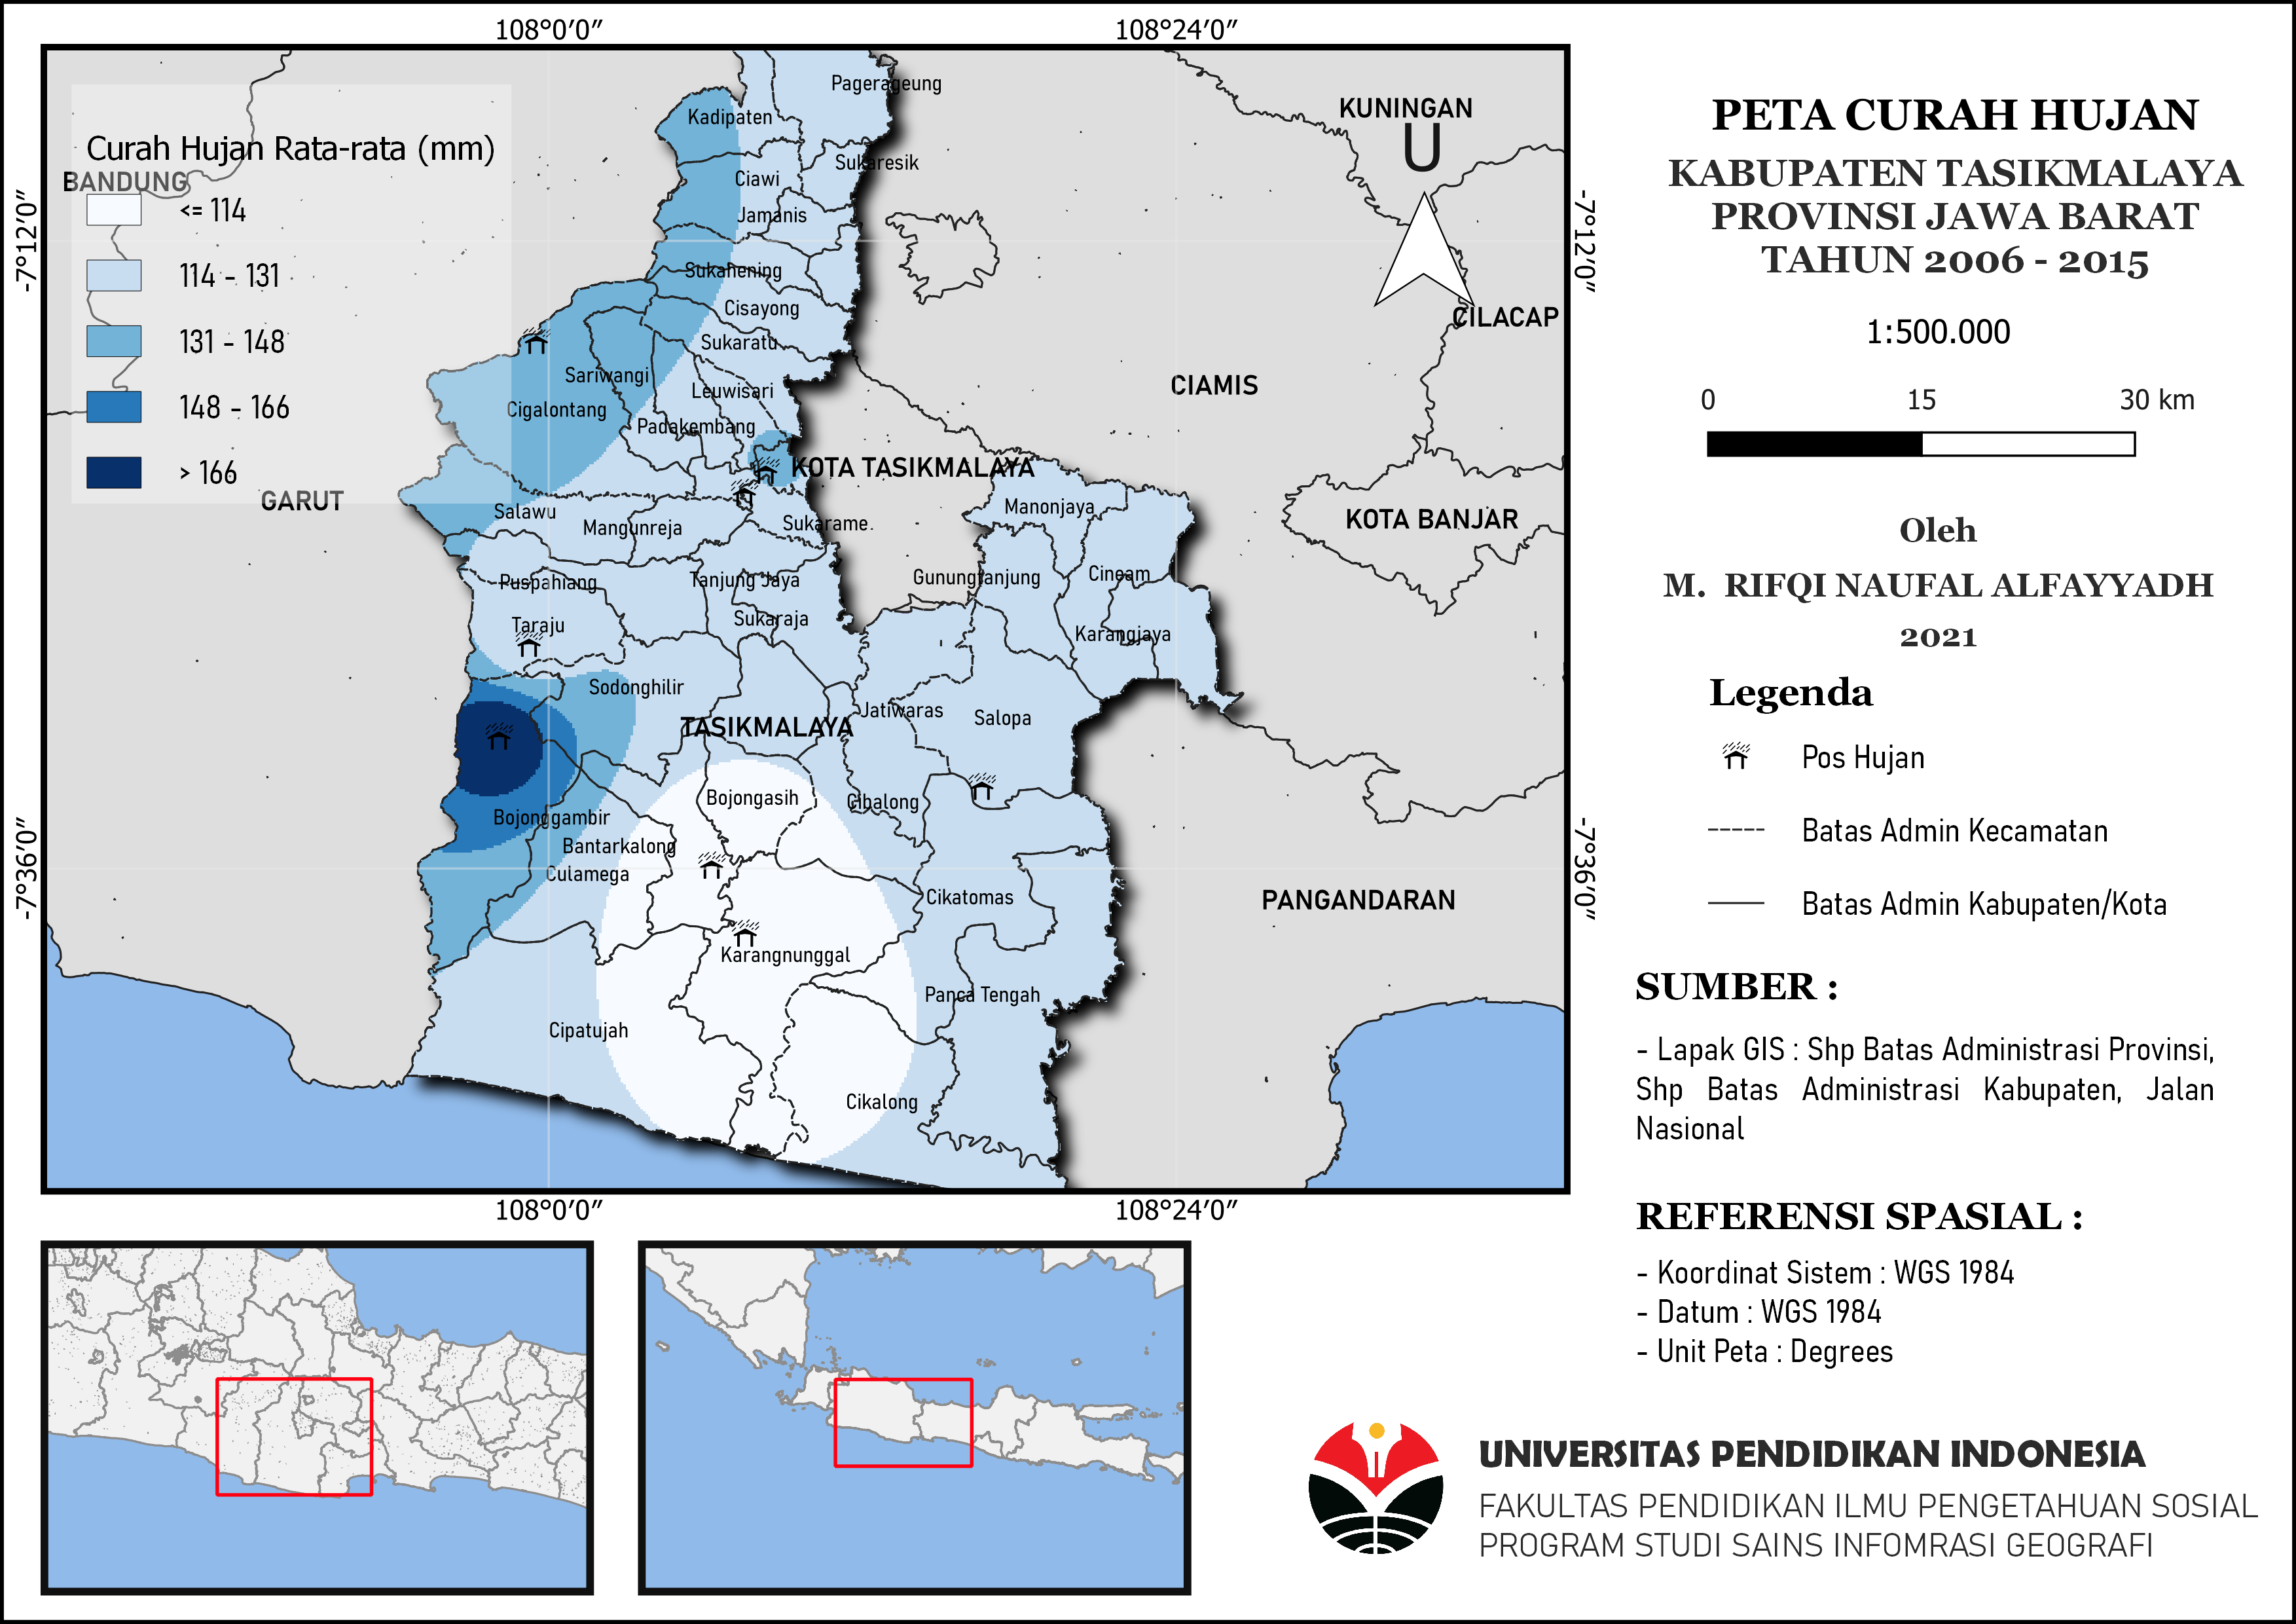 108°0′0″
108°24′0″
-7°12′0″
-7°36′0″
-7°12′0″
-7°36′0″
108°0′0″
108°24′0″
Curah Hujan Rata-rata (mm)
BANDUNG
<= 114
114 - 131
131 - 148
148 - 166
> 166
GARUT
Pagerageung
Kadipaten
Sukaresik
Ciawi
Jamanis
Sukahening
Cisayong
Sukaratu
Sariwangi
Leuwisari
Cigalontang
Padakembang
KOTA TASIKMALAYA
Salawu
Mangunreja
Sukarame
Manonjaya
Puspahiang
Tanjung Jaya
Gunungtanjung
Cineam
Taraju
Sukaraja
Karangjaya
Sodonghilir
TASIKMALAYA
Jatiwaras
Salopa
Bojongasih
Cibalong
Bojonggambir
Bantarkalong
Culamega
Cikatomas
Karangnunggal
Panca Tengah
Cipatujah
Cikalong
KUNINGAN
U
CILACAP
CIAMIS
KOTA BANJAR
PANGANDARAN
PETA CURAH HUJAN
KABUPATEN TASIKMALAYA
PROVINSI JAWA BARAT
TAHUN 2006 - 2015
1:500.000
0 15 30 km
Oleh
M. RIFQI NAUFAL ALFAYYADH
2021
Legenda
Pos Hujan
Batas Admin Kecamatan
Batas Admin Kabupaten/Kota
SUMBER :
- Lapak GIS : Shp Batas Administrasi Provinsi,
Shp Batas Administrasi Kabupaten, Jalan
Nasional
REFERENSI SPASIAL :
- Koordinat Sistem : WGS 1984
- Datum : WGS 1984
- Unit Peta : Degrees
UNIVERSITAS PENDIDIKAN INDONESIA
FAKULTAS PENDIDIKAN ILMU PENGETAHUAN SOSIAL
PROGRAM STUDI SAINS INFOMRASI GEOGRAFI